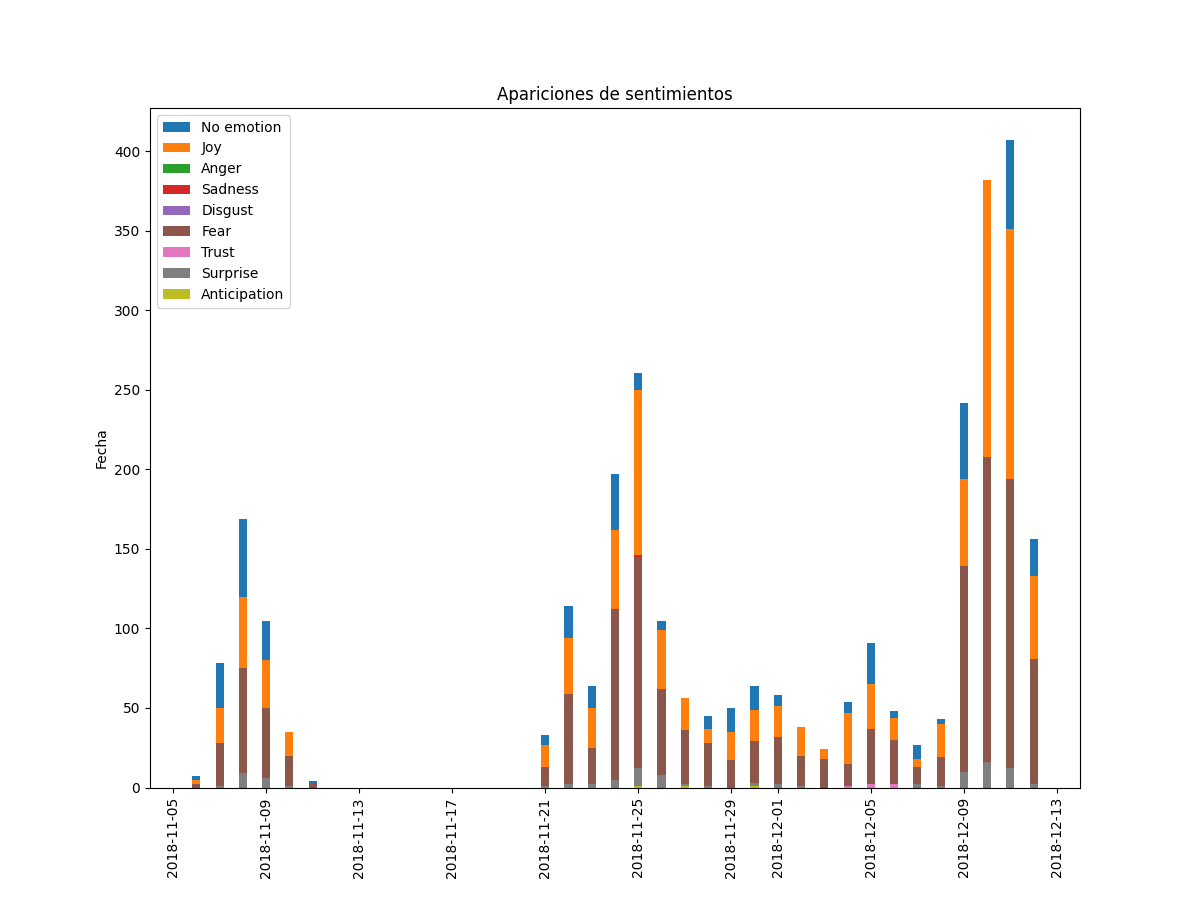 Apariciones de sentimientos
No emotion
Joy
Anger
Sadness
Disgust
Fear
Trust
Surprise
Anticipation
Fecha
400
350
300
250
200
150
100
50
0
2018-11-05
2018-11-09
2018-11-13
2018-11-17
2018-11-21
2018-11-25
2018-11-29
2018-12-01
2018-12-05
2018-12-09
2018-12-13